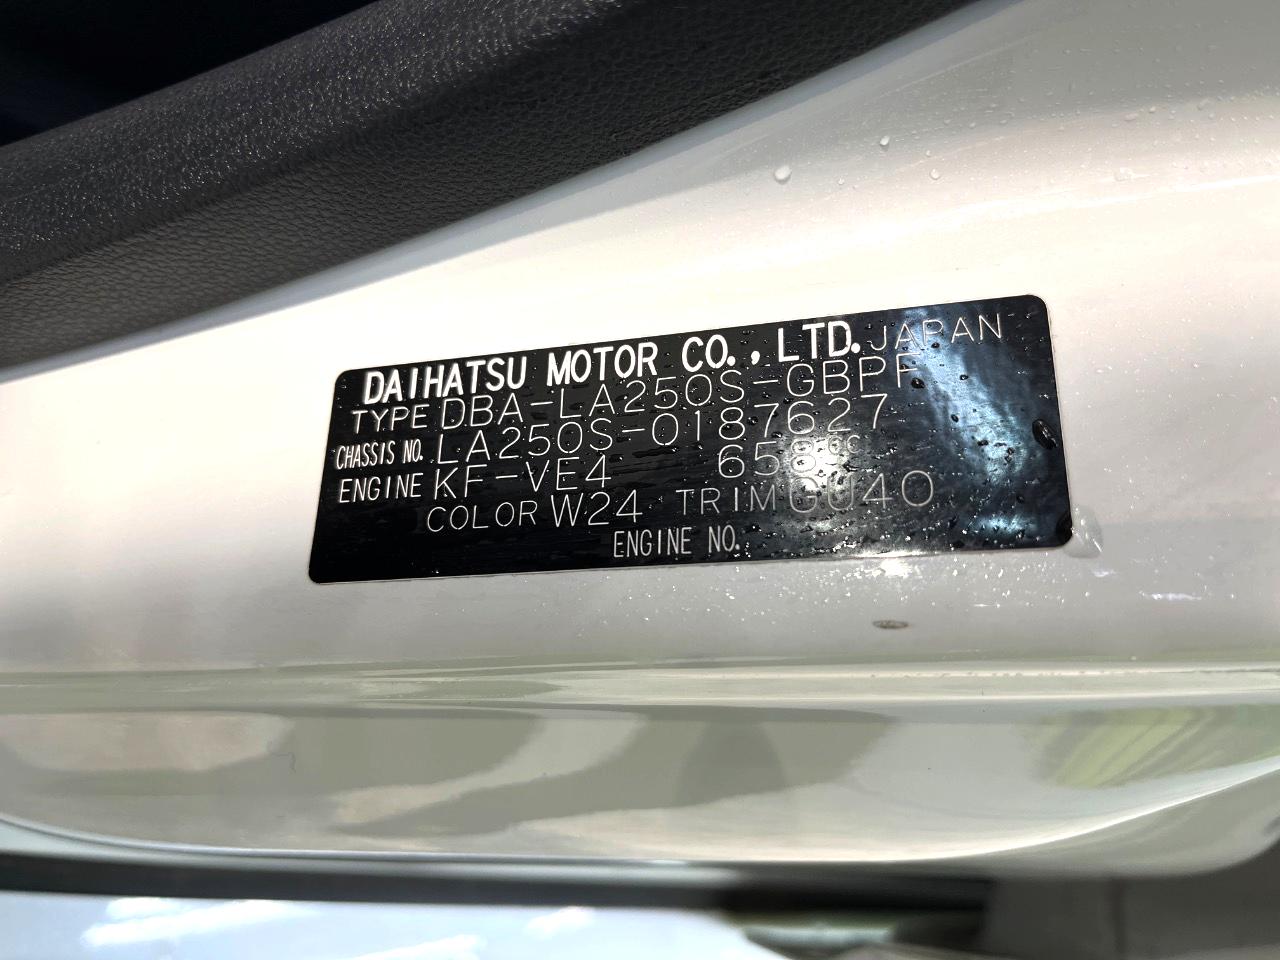 DAIHATSU MOTOR CO.,LTD. JAPAN
TYPE DBA-LA250S-GBPF
CHASSIS NO. LA250S-0187627
ENGINE KF-VE4 658cc
COLOR W24 TRIM GU40
ENGINE NO.